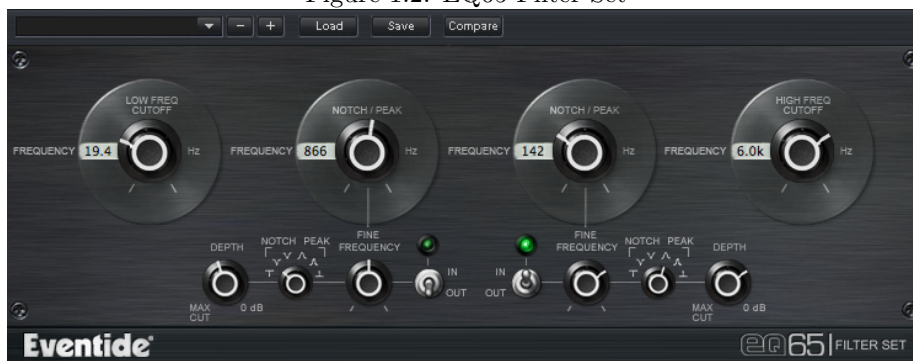 Figure 1.2: EQ65 Filter Set
Load Save Compare
LOW FREQ CUTOFF
FREQUENCY 19.4 Hz
NOTCH / PEAK
FREQUENCY 866 Hz
NOTCH / PEAK
FREQUENCY 142 Hz
HIGH FREQ CUTOFF
FREQUENCY 6.0k Hz
DEPTH
MAX CUT
0 dB
NOTCH PEAK
FINE FREQUENCY
IN
OUT
IN
OUT
FINE FREQUENCY
NOTCH PEAK
DEPTH
MAX CUT
0 dB
Eventide
EQ65 FILTER SET